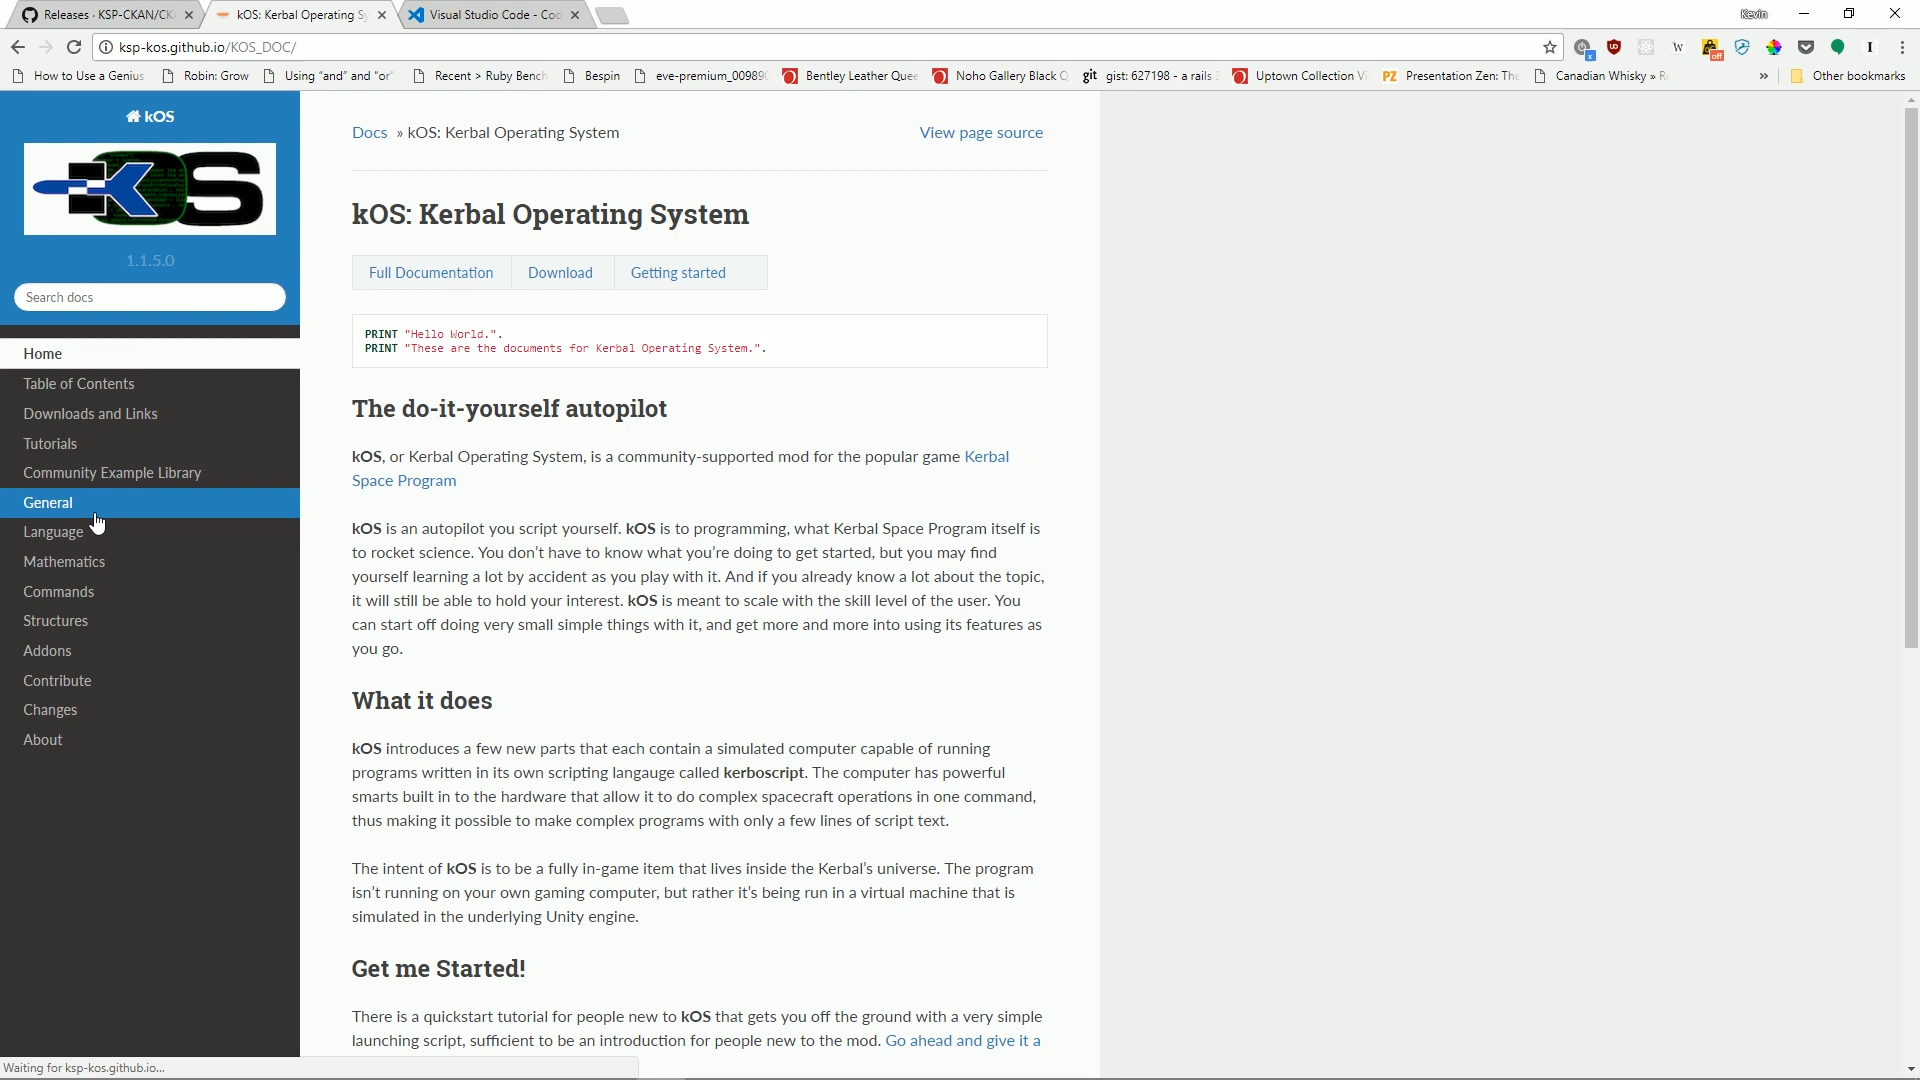 Releases · KSP-CKAN/CK
kOS: Kerbal Operating Sy
Visual Studio Code - Cod
Kevin
ksp-kos.github.io/KOS_DOC/
How to Use a Genius
Robin: Grow
Using "and" and "or"
Recent > Ruby Bench
Bespin
eve-premium_009890
Bentley Leather Quee
Noho Gallery Black Q
git
gist: 627198 - a rails 3
Uptown Collection Vi
PZ
Presentation Zen: The
Canadian Whisky » Re
»
Other bookmarks
kOS
KOS
1.1.5.0
Search docs
Home
Table of Contents
Downloads and Links
Tutorials
Community Example Library
General
Language
Mathematics
Commands
Structures
Addons
Contribute
Changes
About
Docs » kOS: Kerbal Operating System
View page source
kOS: Kerbal Operating System
Full Documentation
Download
Getting started
PRINT "Hello World.".
PRINT "These are the documents for Kerbal Operating System.".
The do-it-yourself autopilot
kOS, or Kerbal Operating System, is a community-supported mod for the popular game Kerbal
Space Program
kOS is an autopilot you script yourself. kOS is to programming, what Kerbal Space Program itself is
to rocket science. You don't have to know what you're doing to get started, but you may find
yourself learning a lot by accident as you play with it. And if you already know a lot about the topic,
it will still be able to hold your interest. kOS is meant to scale with the skill level of the user. You
can start off doing very small simple things with it, and get more and more into using its features as
you go.
What it does
kOS introduces a few new parts that each contain a simulated computer capable of running
programs written in its own scripting langauge called kerboscript. The computer has powerful
smarts built in to the hardware that allow it to do complex spacecraft operations in one command,
thus making it possible to make complex programs with only a few lines of script text.
The intent of kOS is to be a fully in-game item that lives inside the Kerbal's universe. The program
isn't running on your own gaming computer, but rather it's being run in a virtual machine that is
simulated in the underlying Unity engine.
Get me Started!
There is a quickstart tutorial for people new to kOS that gets you off the ground with a very simple
launching script, sufficient to be an introduction for people new to the mod. Go ahead and give it a
Waiting for ksp-kos.github.io...